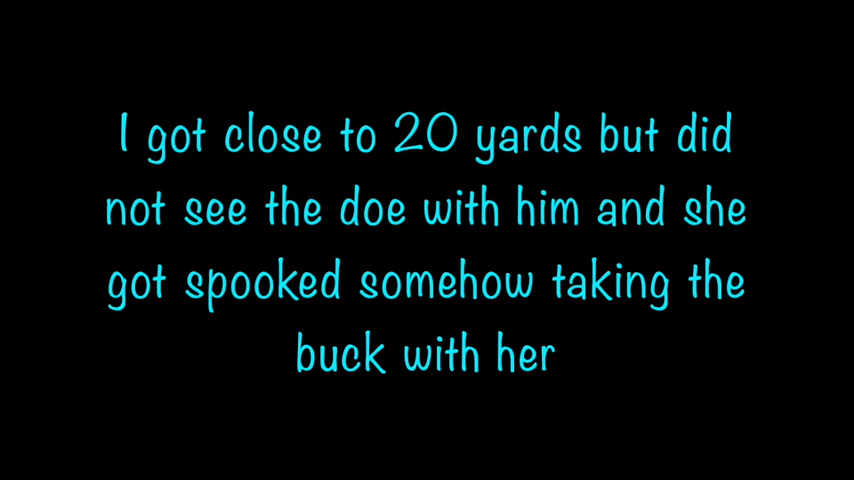 I got close to 20 yards but did
not see the doe with him and she
got spooked somehow taking the
buck with her